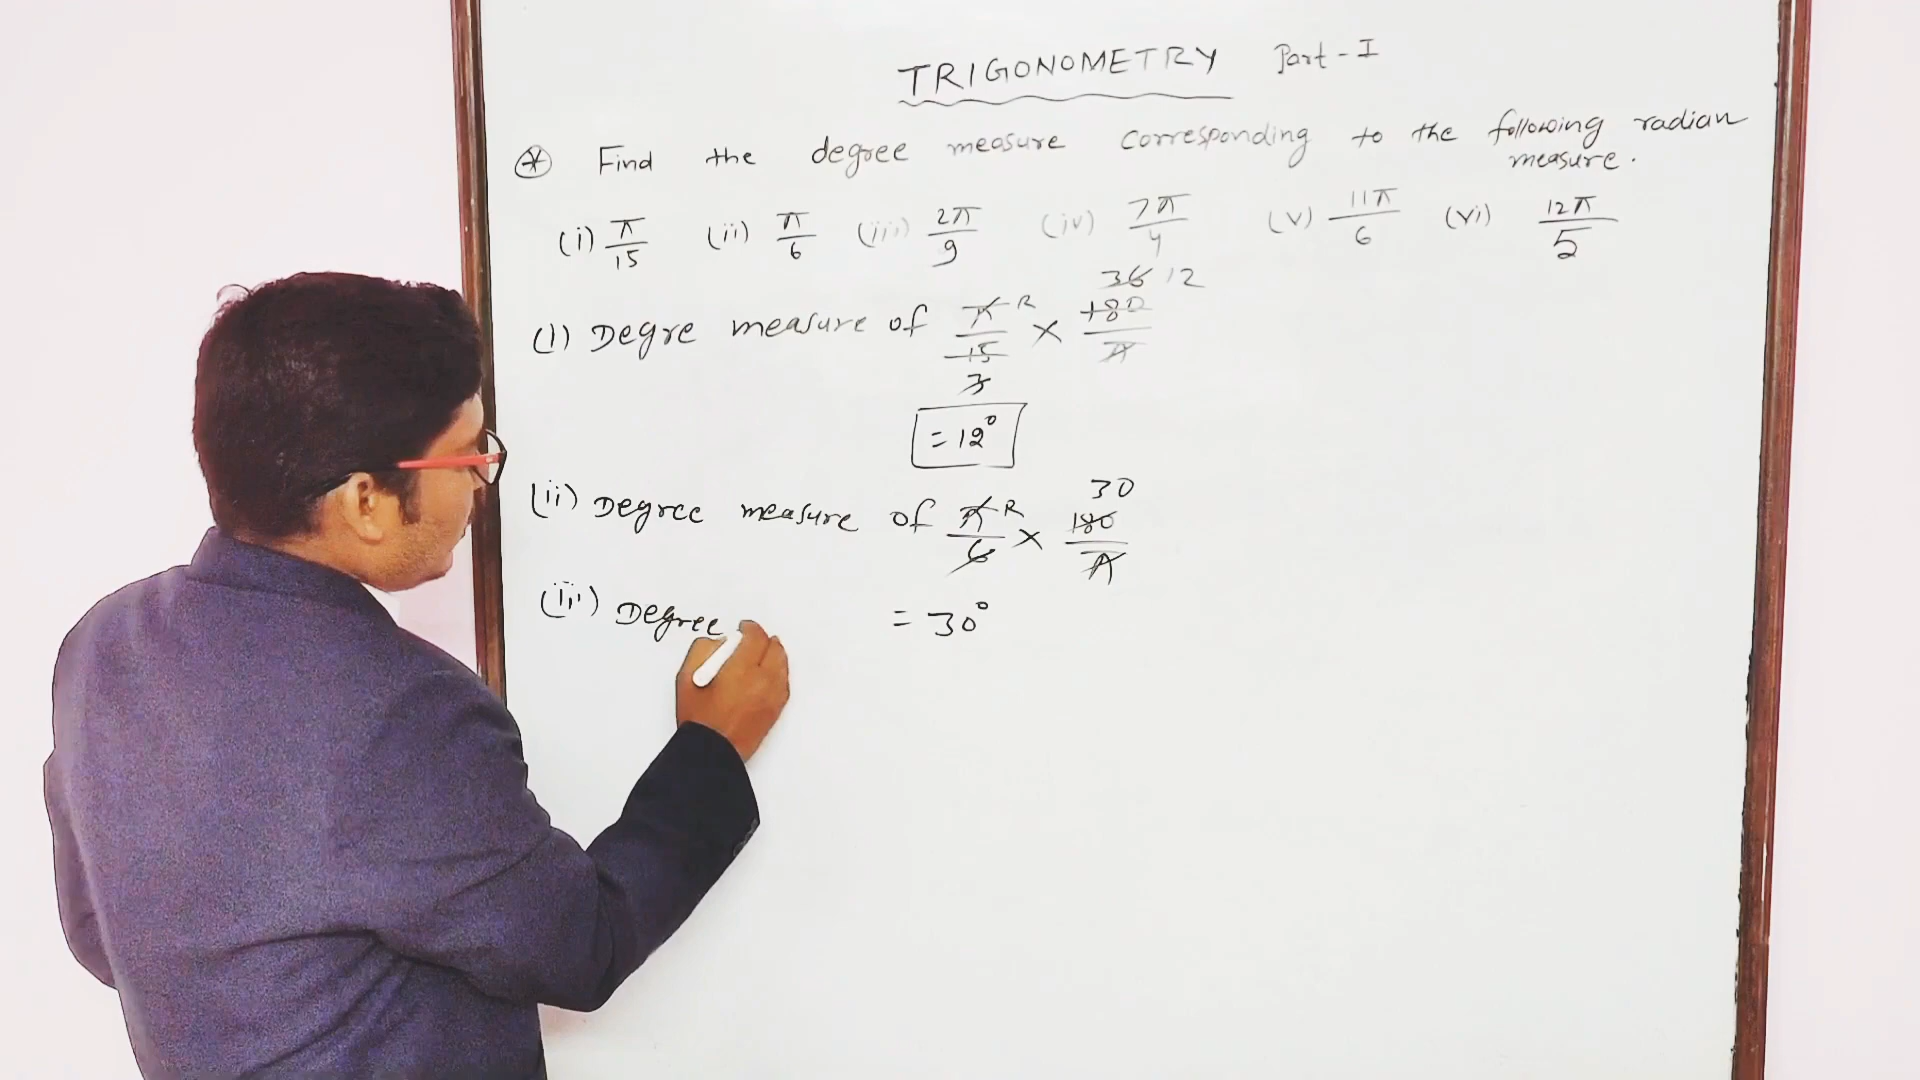 TRIGONOMETRY Part - I
* Find the degree measure corresponding to the following radian measure.
(i) π/15 (ii) π/6 (iii) 2π/9 (iv) 7π/4 (v) 11π/6 (vi) 12π/5
36 12
(i) Degre measure of π/15 R × 180/π
3
= 12°
30
(ii) Degree measure of π/6 R × 180/π
= 30°
(iii) Degree